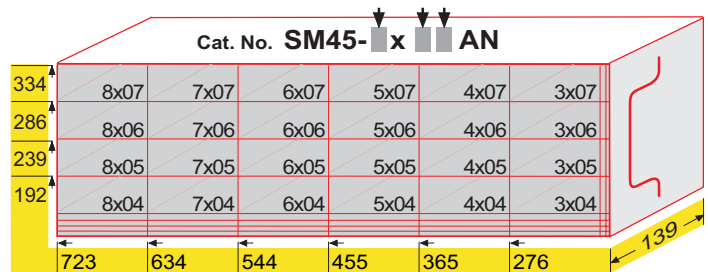 Cat. No. SM45- x AN
334 8x07 7x07 6x07 5x07 4x07 3x07
286 8x06 7x06 6x06 5x06 4x06 3x06
239 8x05 7x05 6x05 5x05 4x05 3x05
192 8x04 7x04 6x04 5x04 4x04 3x04
723 634 544 455 365 276 139